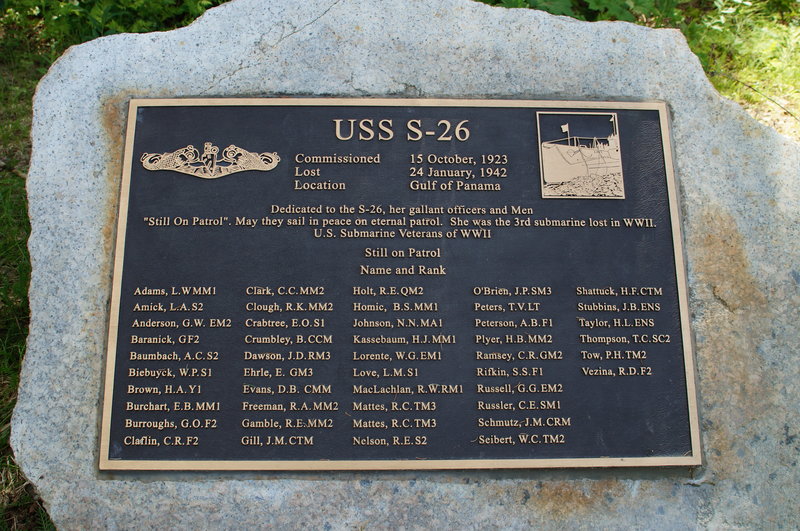 USS S-26
Commissioned 15 October, 1923
Lost 24 January, 1942
Location Gulf of Panama
Dedicated to the S-26, her gallant officers and Men
"Still On Patrol". May they sail in peace on eternal patrol. She was the 3rd submarine lost in WWII.
U.S. Submarine Veterans of WWII
Still on Patrol
Name and Rank
Adams, L.W MM1 Clark, C.C. MM2 Holt, R.E. QM2 O'Brien, J.P. SM3 Shattuck, H.F. CTM
Amick, L.A. S2 Clough, R.K. MM2 Homic, B.S. MM1 Peters, T.V. LT Stubbins, J.B. ENS
Anderson, G.W. EM2 Crabtree, E.O. S1 Johnson, N.N. MA1 Peterson, A.B. F1 Taylor, H.L. ENS
Baranick, G F2 Crumbley, B. CCM Kassebaum, H.J. MM1 Plyer, H.B. MM2 Thompson, T.C. SC2
Baumbach, A.C. S2 Dawson, J.D. RM3 Lorente, W.G. EM1 Ramsey, C.R. GM2 Tow, P.H. TM2
Biebuyck, W.P. S1 Ehrle, E. GM3 Love, L.M. S1 Rifkin, S.S. F1 Vezina, R.D. F2
Brown, H.A. Y1 Evans, D.B. CMM MacLachlan, R.W. RM1 Russell, G.G. EM2
Burchart, E.B. MM1 Freeman, R.A. MM2 Mattes, R.C. TM3 Russler, C.E. SM1
Burroughs, G.O. F2 Gamble, R.E. MM2 Mattes, R.C. TM3 Schmutz, J.M. CRM
Claflin, C.R. F2 Gill, J.M. CTM Nelson, R.E. S2 Seibert, W.C. TM2